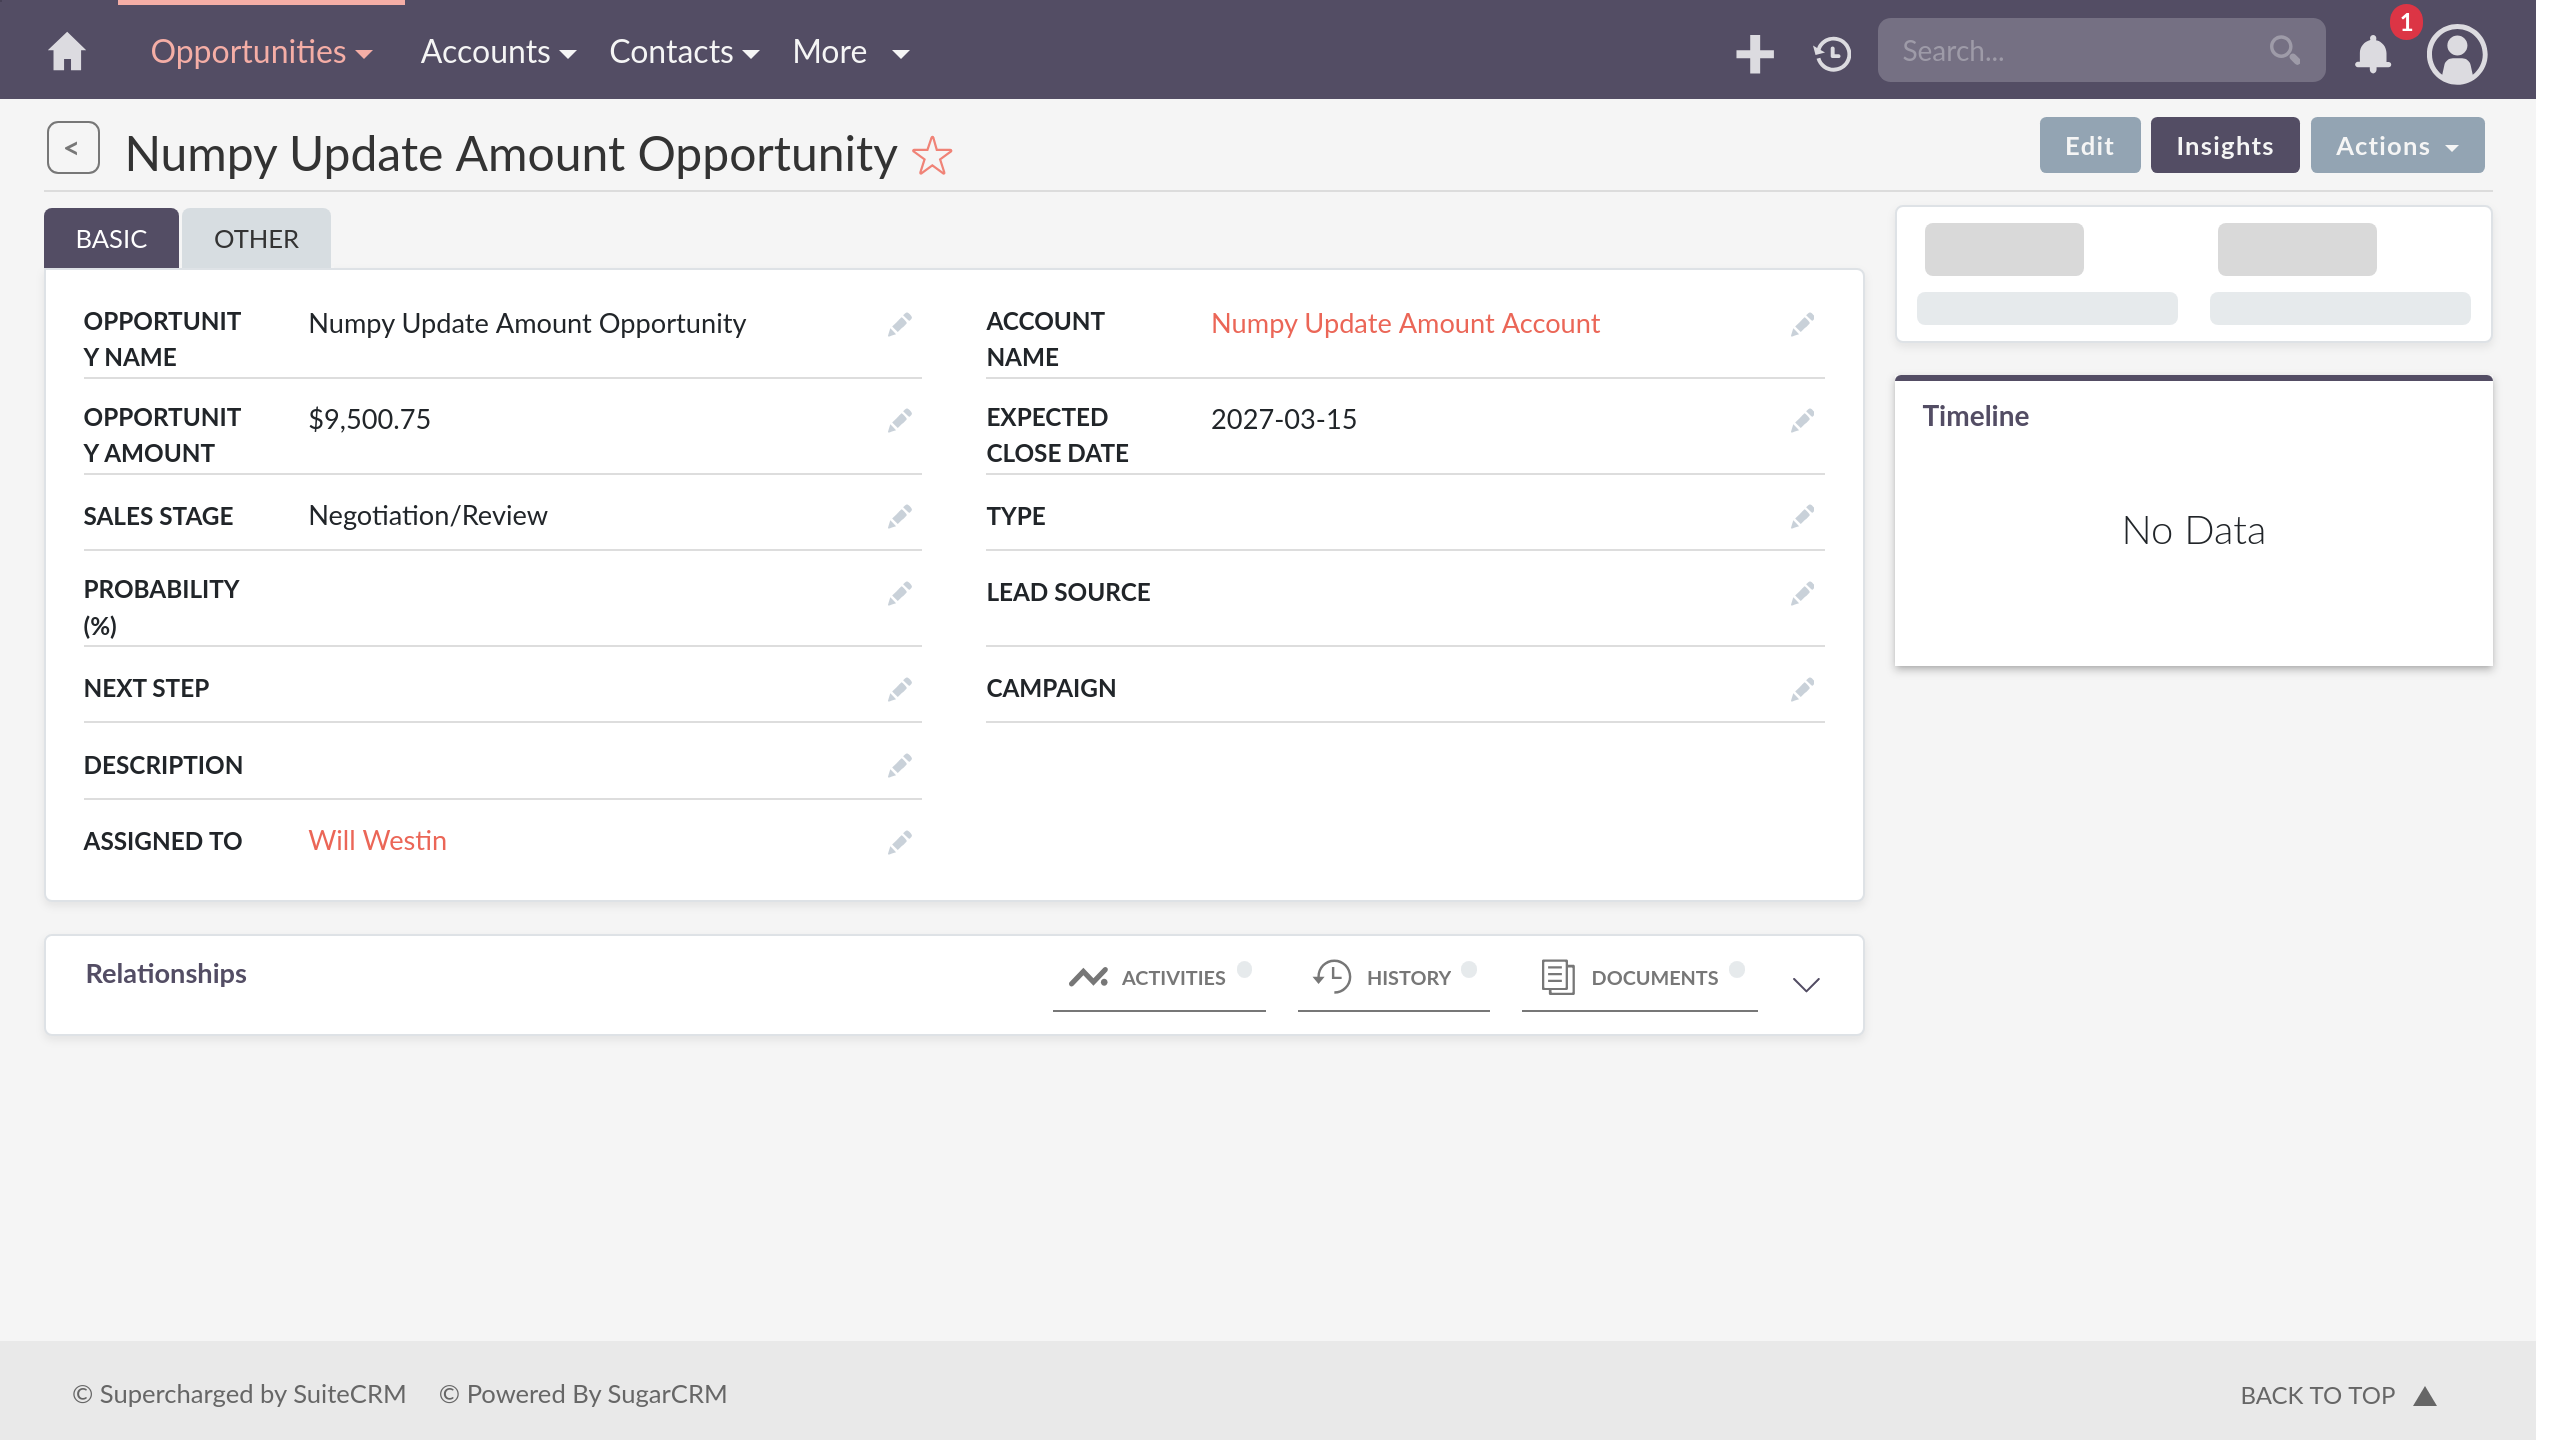 Opportunities Accounts Contacts More Search... 1
< Numpy Update Amount Opportunity Edit Insights Actions
BASIC OTHER
OPPORTUNIT
Y NAME
Numpy Update Amount Opportunity
ACCOUNT
NAME
Numpy Update Amount Account
OPPORTUNIT
Y AMOUNT
$9,500.75
EXPECTED
CLOSE DATE
2027-03-15
SALES STAGE Negotiation/Review
TYPE
PROBABILITY
(%)
LEAD SOURCE
NEXT STEP
CAMPAIGN
DESCRIPTION
ASSIGNED TO Will Westin
Timeline
No Data
Relationships ACTIVITIES HISTORY DOCUMENTS
© Supercharged by SuiteCRM © Powered By SugarCRM BACK TO TOP